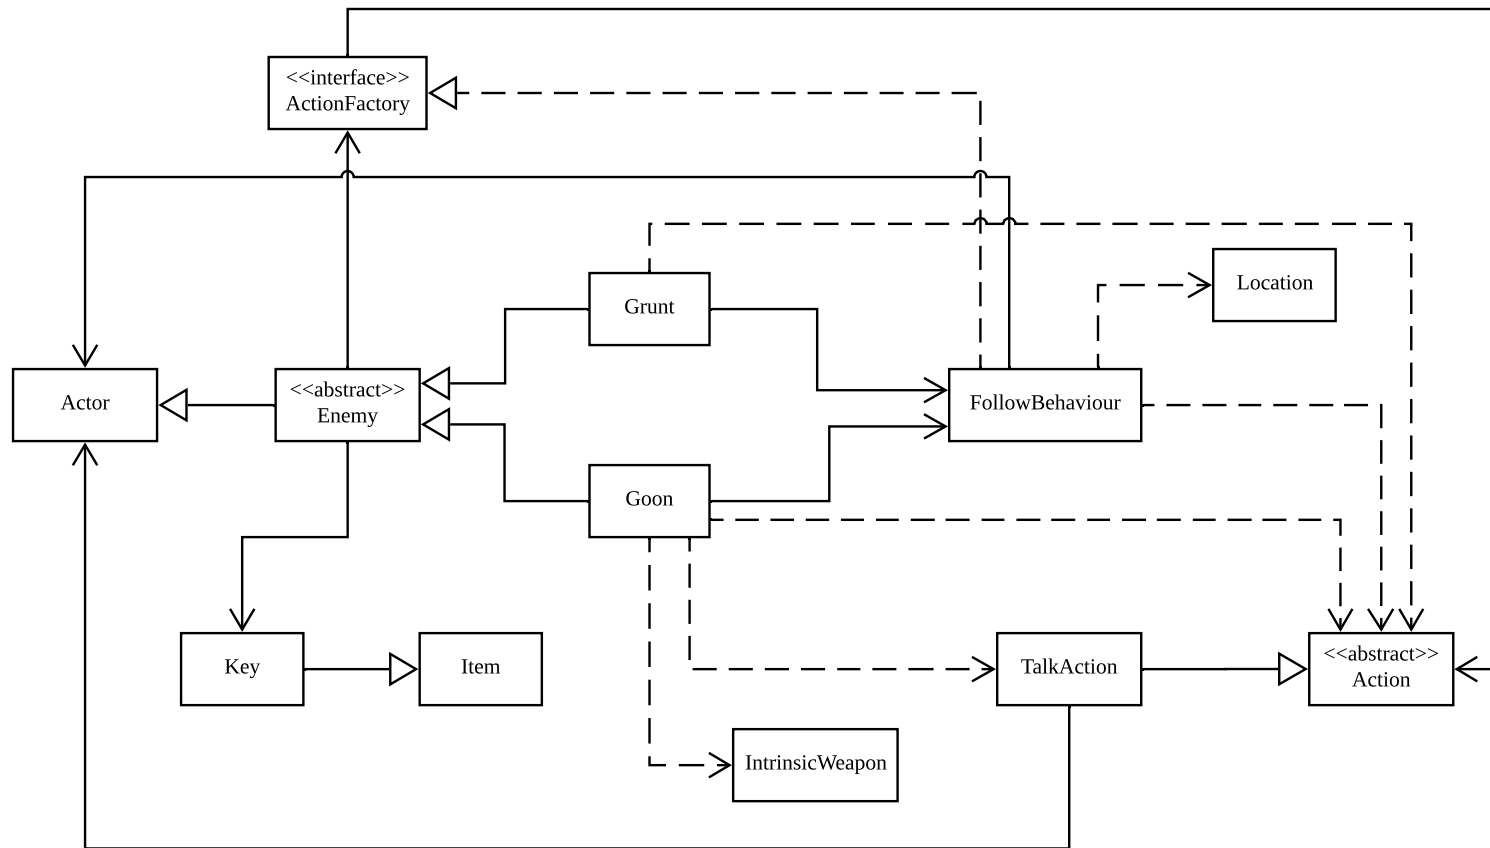 <<interface>>
ActionFactory
Location
Grunt
Actor
<<abstract>>
Enemy
FollowBehaviour
Goon
Key
Item
TalkAction
<<abstract>>
Action
IntrinsicWeapon